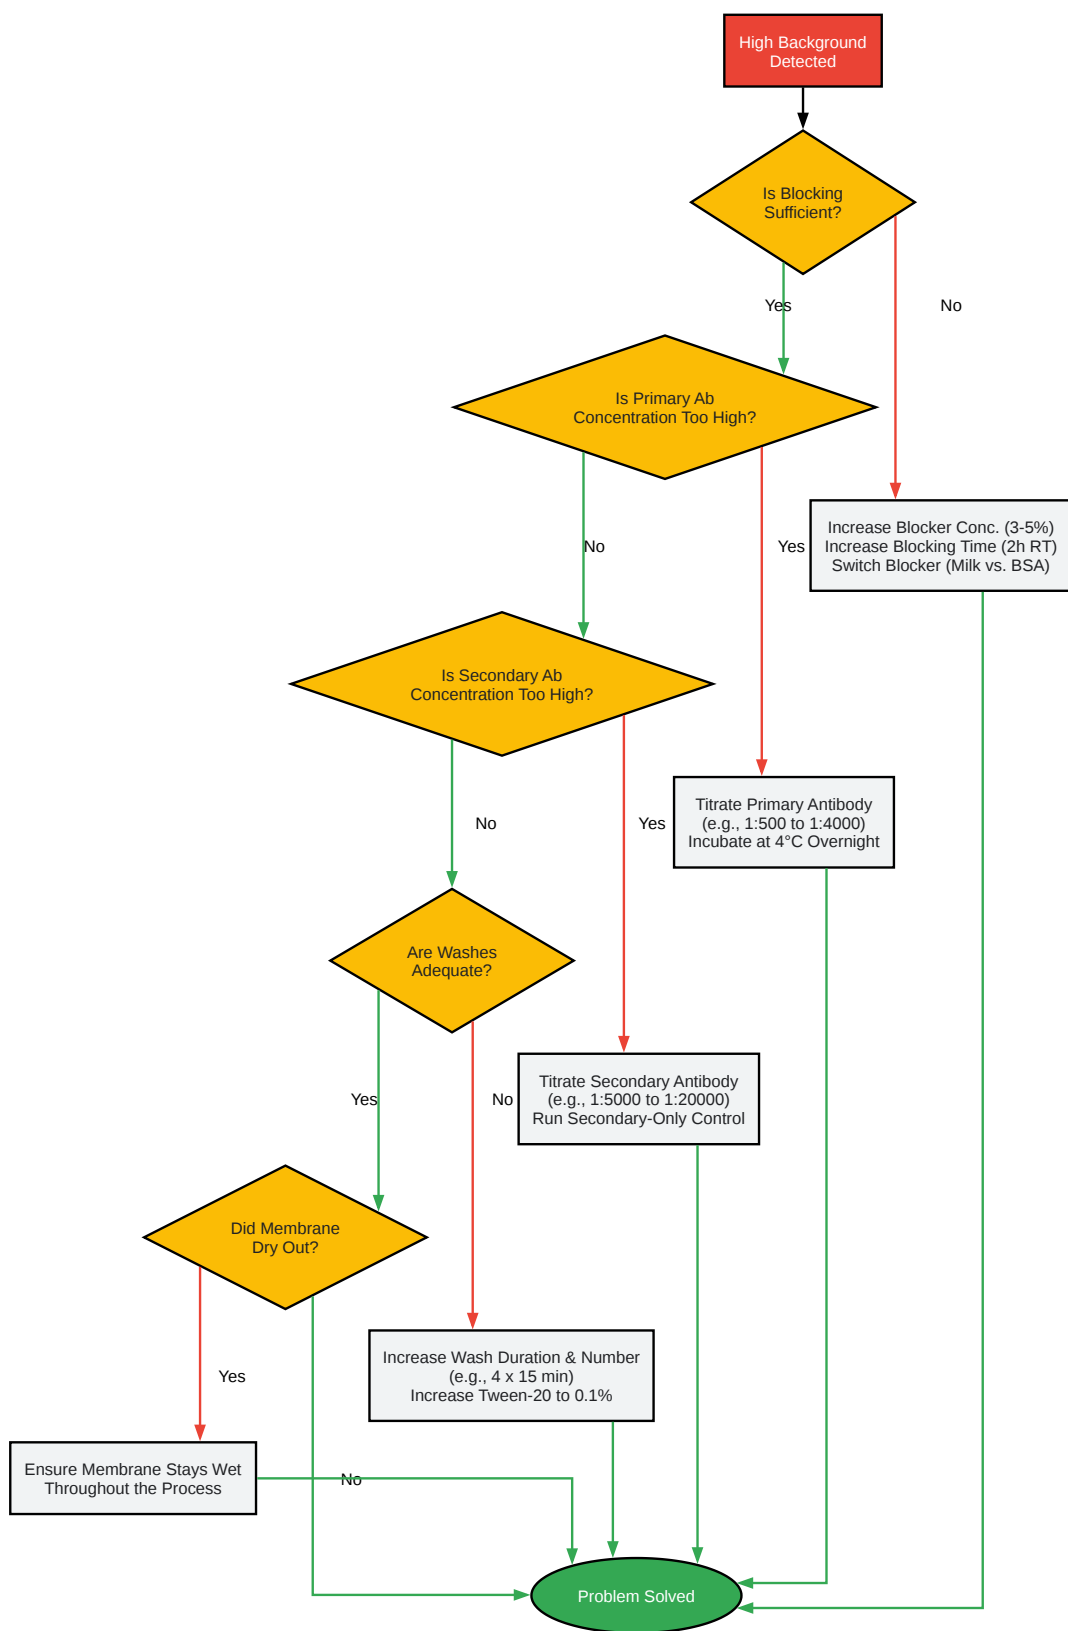 High Background
Detected
Is Blocking
Sufficient?
Yes
No
Is Primary Ab
Concentration Too High?
Increase Blocker Conc. (3-5%)
Increase Blocking Time (2h RT)
Switch Blocker (Milk vs. BSA)
No
Yes
Is Secondary Ab
Concentration Too High?
Titrate Primary Antibody
(e.g., 1:500 to 1:4000)
Incubate at 4°C Overnight
No
Yes
Are Washes
Adequate?
Titrate Secondary Antibody
(e.g., 1:5000 to 1:20000)
Run Secondary-Only Control
Yes
No
Did Membrane
Dry Out?
Increase Wash Duration & Number
(e.g., 4 x 15 min)
Increase Tween-20 to 0.1%
Yes
Ensure Membrane Stays Wet
Throughout the Process
No
Problem Solved